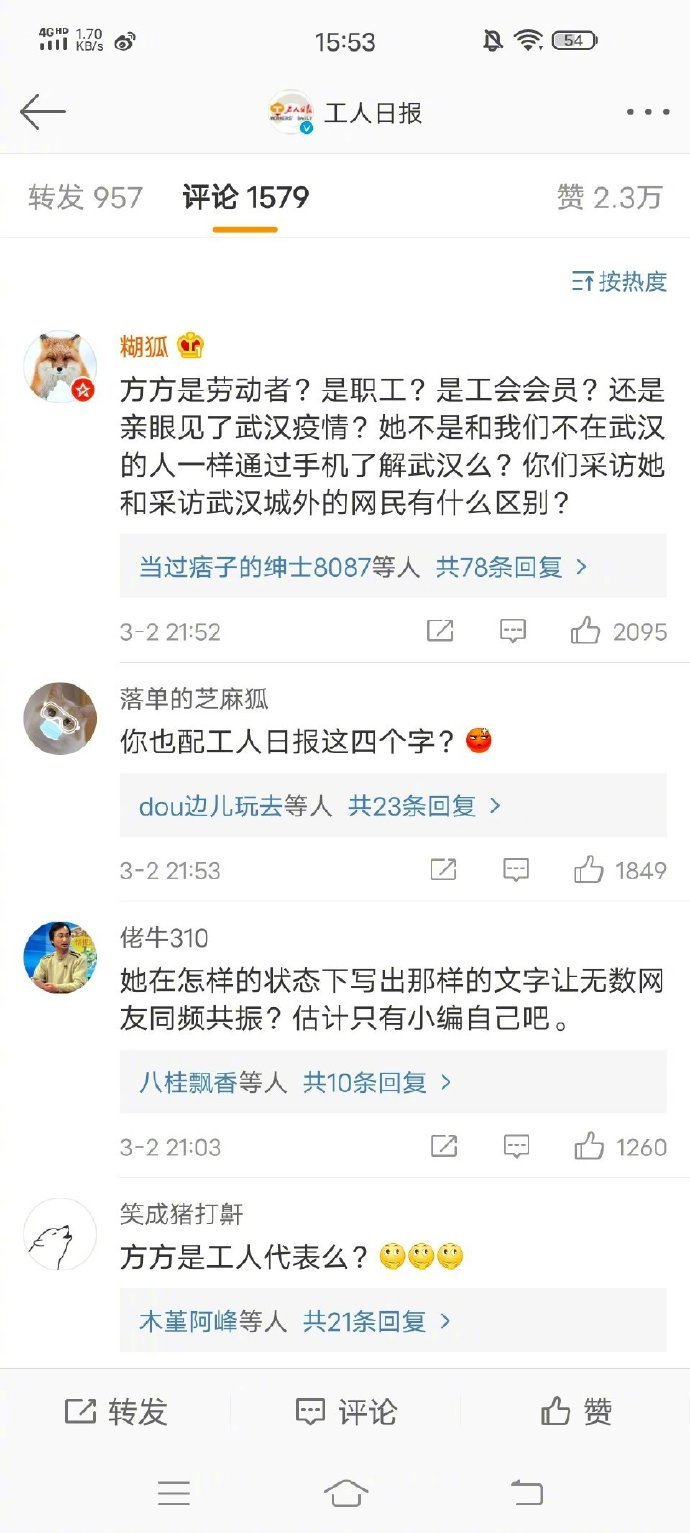 4GHD 1.70
KB/s
15:53
54
工人日报
转发 957
评论 1579
赞 2.3万
按热度
糊狐
方方是劳动者？是职工？是工会会员？还是
亲眼见了武汉疫情？她不是和我们不在武汉
的人一样通过手机了解武汉么？你们采访她
和采访武汉城外的网民有什么区别？
当过痞子的绅士8087等人 共78条回复 >
3-2 21:52
2095
落单的芝麻狐
你也配工人日报这四个字？
dou边儿玩去等人 共23条回复 >
3-2 21:53
1849
佬牛310
她在怎样的状态下写出那样的文字让无数网
友同频共振？估计只有小编自己吧。
八桂飘香等人 共10条回复 >
3-2 21:03
1260
笑成猪打鼾
方方是工人代表么？
木堇阿峰等人 共21条回复 >
转发
评论
赞